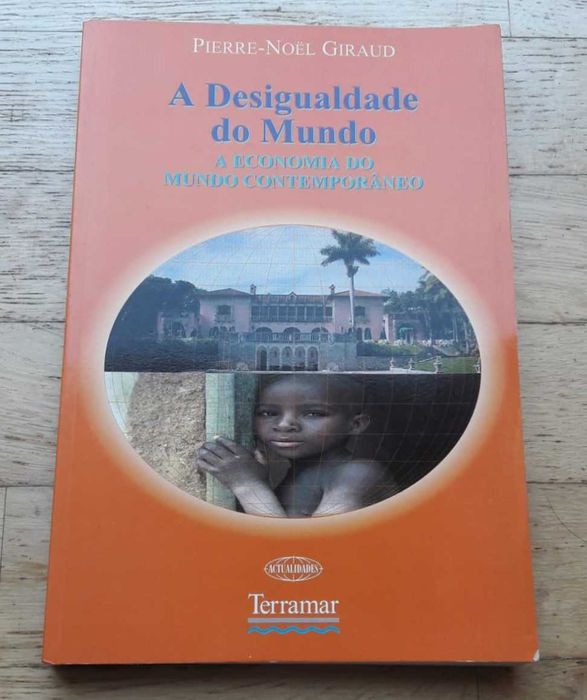 PIERRE-NOËL GIRAUD
A Desigualdade
do Mundo
A ECONOMIA DO
MUNDO CONTEMPORÂNEO
ACTUALIDADES
Terramar